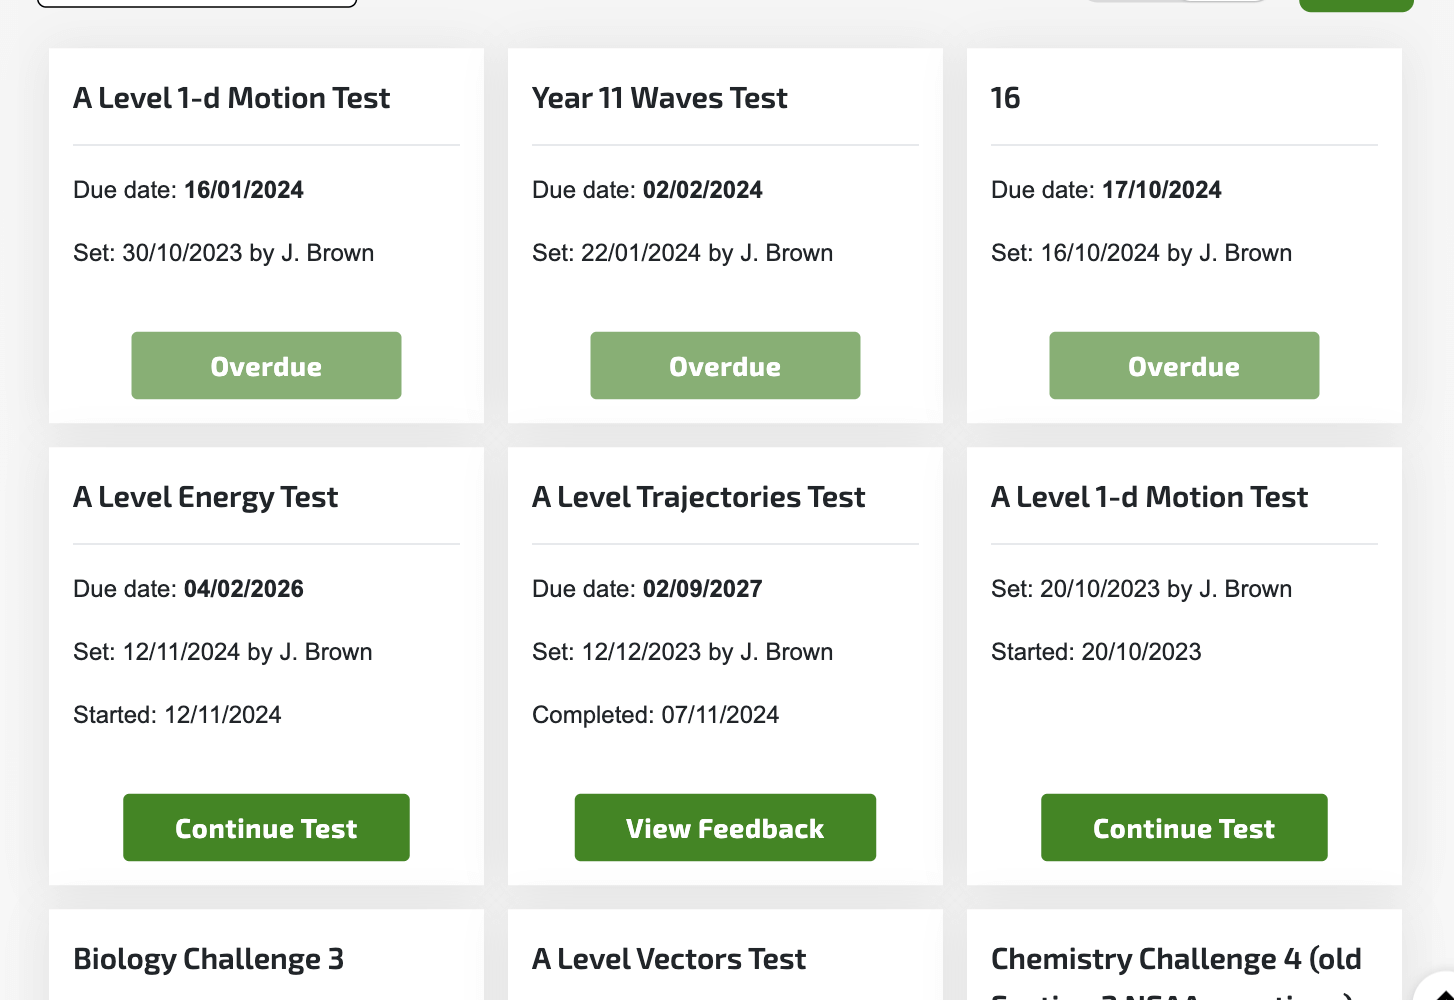 A Level 1-d Motion Test
Due date: 16/01/2024
Set: 30/10/2023 by J. Brown
Overdue
Year 11 Waves Test
Due date: 02/02/2024
Set: 22/01/2024 by J. Brown
Overdue
16
Due date: 17/10/2024
Set: 16/10/2024 by J. Brown
Overdue
A Level Energy Test
Due date: 04/02/2026
Set: 12/11/2024 by J. Brown
Started: 12/11/2024
Continue Test
A Level Trajectories Test
Due date: 02/09/2027
Set: 12/12/2023 by J. Brown
Completed: 07/11/2024
View Feedback
A Level 1-d Motion Test
Set: 20/10/2023 by J. Brown
Started: 20/10/2023
Continue Test
Biology Challenge 3
A Level Vectors Test
Chemistry Challenge 4 (old